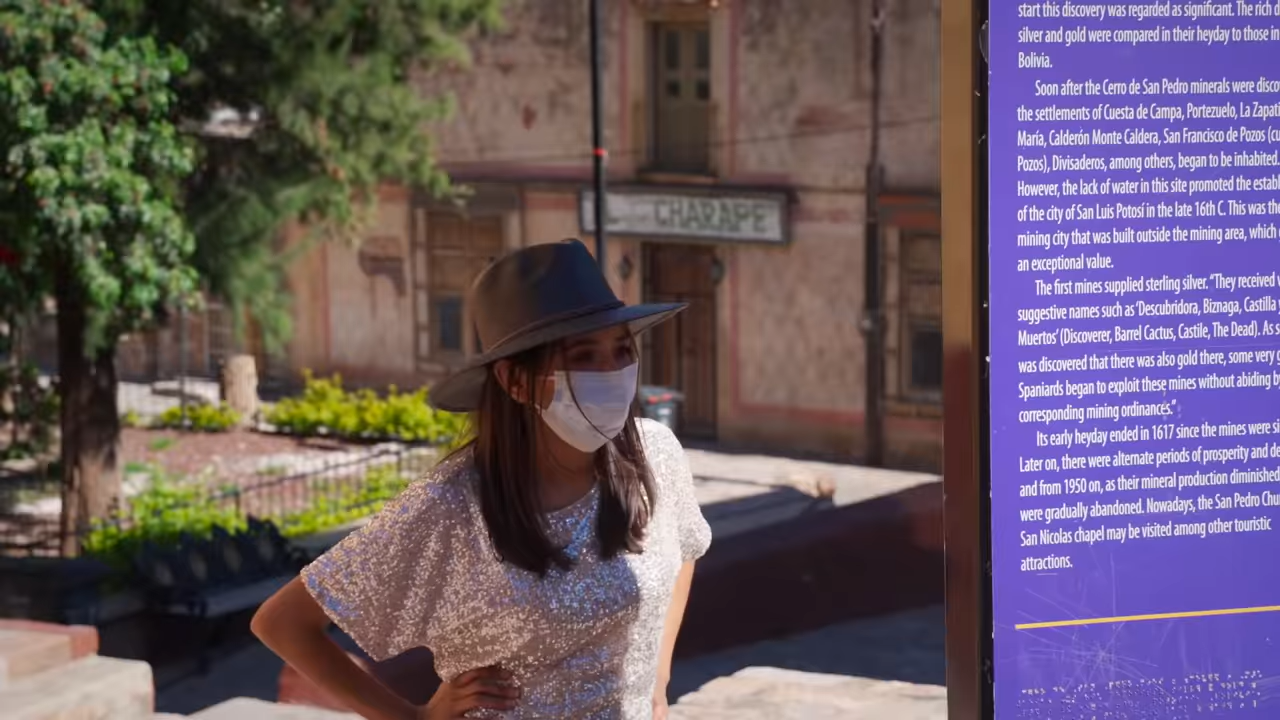 CHARAPE
start this discovery was regarded as significant. The rich
silver and gold were compared in their heyday to those in
Bolivia.
Soon after the Cerro de San Pedro minerals were
the settlements of Cuesta de Campa, Portezuelo, La
María, Calderón Monte Caldera, San Francisco de Pozos
Pozos), Divisaderos, among others, began to be inhabited.
However, the lack of water in this site promoted the
of the city of San Luis Potosí in the late 16th C. This was the
mining city that was built outside the mining area, which
an exceptional value.
The first mines supplied sterling silver. "They received
suggestive names such as 'Descubridora, Biznaga, Castilla
Muertos' (Discoverer, Barrel Cactus, Castile, The Dead). As
was discovered that there was also gold there, some very
Spaniards began to exploit these mines without abiding by
corresponding mining ordinances."
Its early heyday ended in 1617 since the mines were
Later on, there were alternate periods of prosperity and
and from 1950 on, as their mineral production diminished
were gradually abandoned. Nowadays, the San Pedro
San Nicolas chapel may be visited among other touristic
attractions.